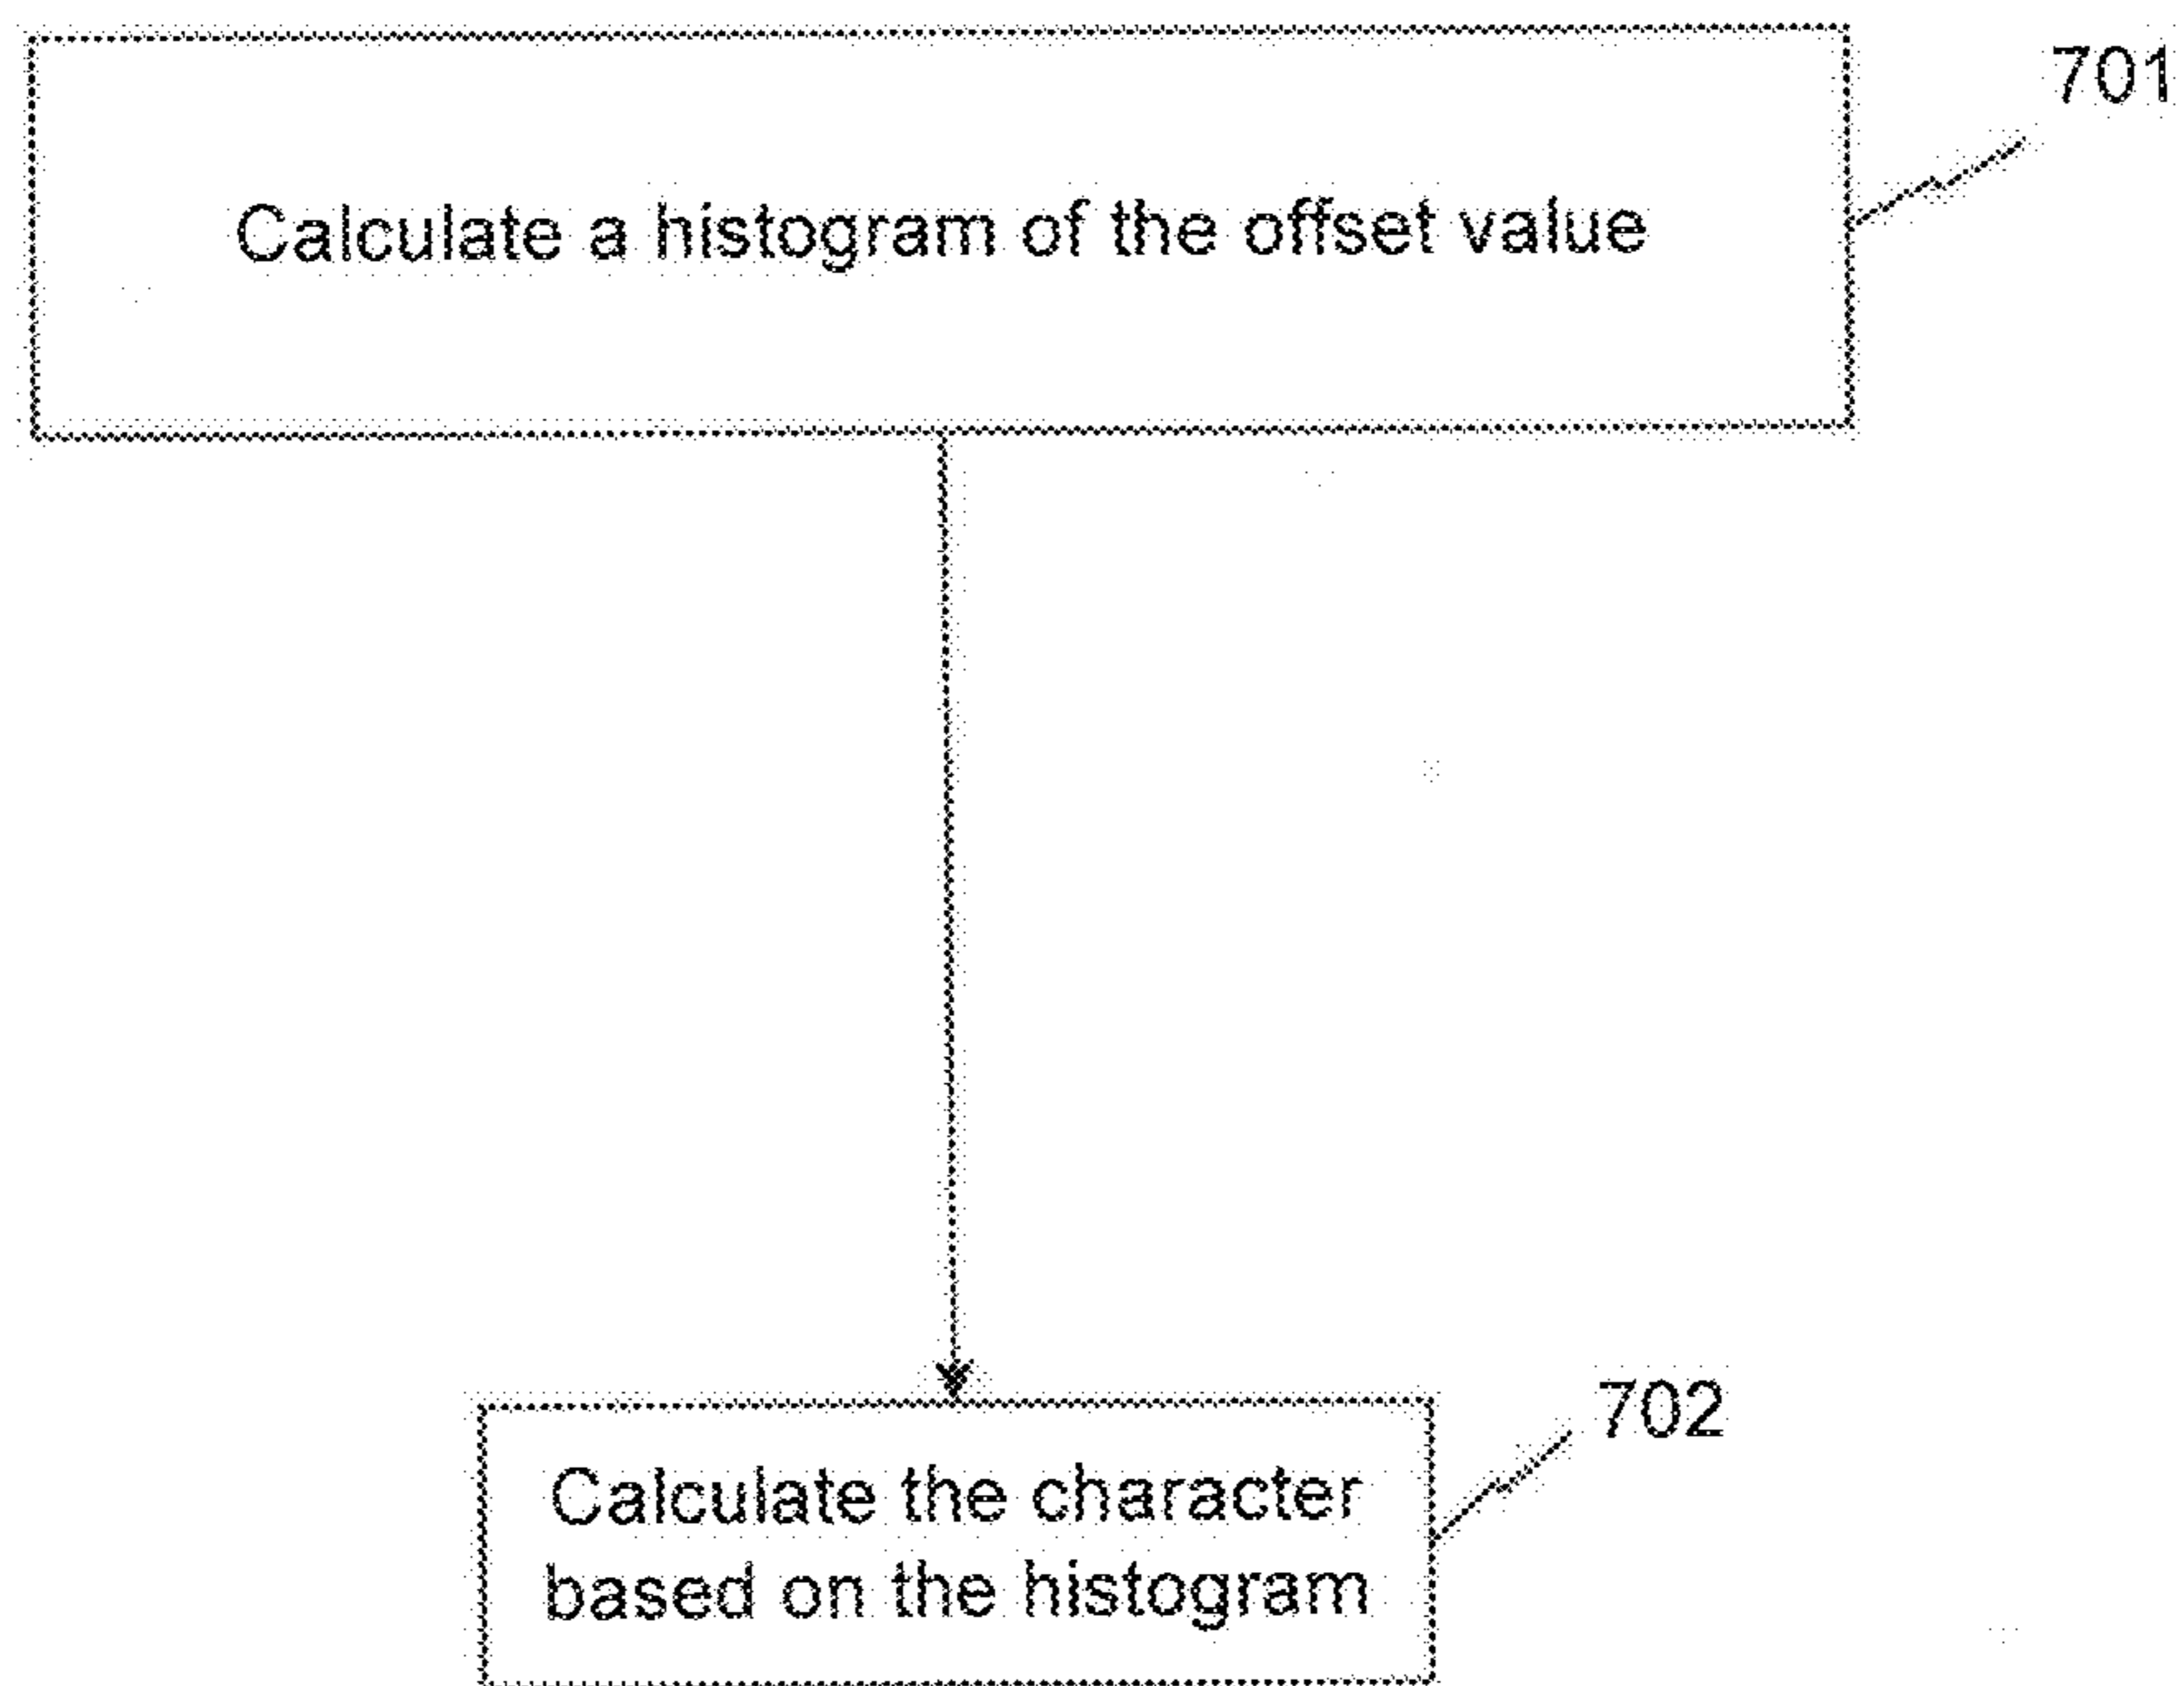 701
Calculate a histogram of the offset value
702
Calculate the character
based on the histogram